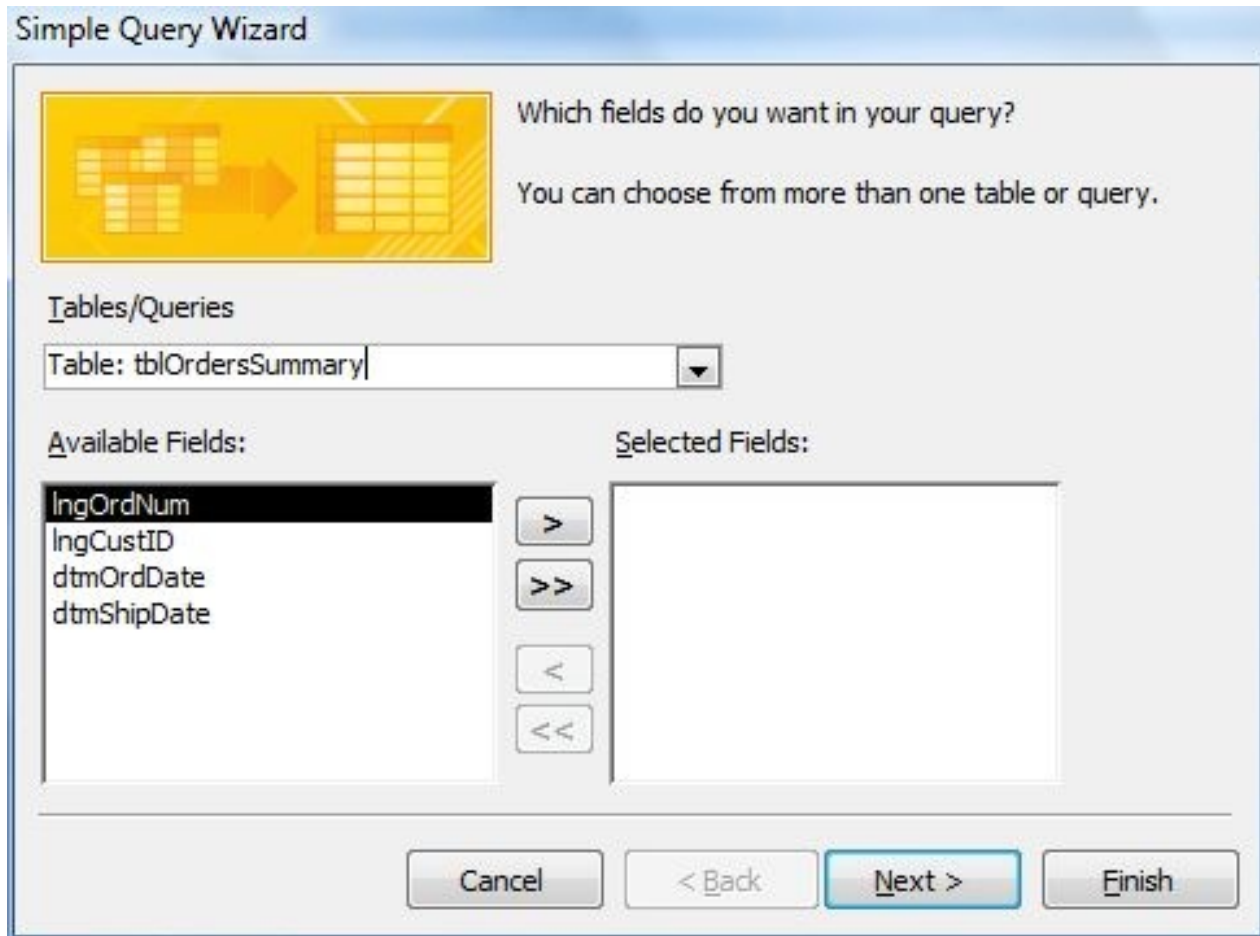 Simple Query Wizard
Which fields do you want in your query?
You can choose from more than one table or query.
Tables/Queries
Table: tblOrdersSummary
Available Fields:
Selected Fields:
lngOrdNum
lngCustID
dtmOrdDate
dtmShipDate
>
>>
<
<<
Cancel
< Back
Next >
Finish